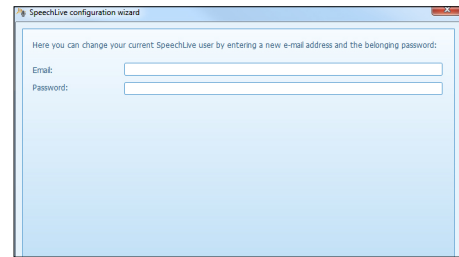 SpeechLive configuration wizard
Here you can change your current SpeechLive user by entering a new e-mail address and the belonging password:
Email:
Password: